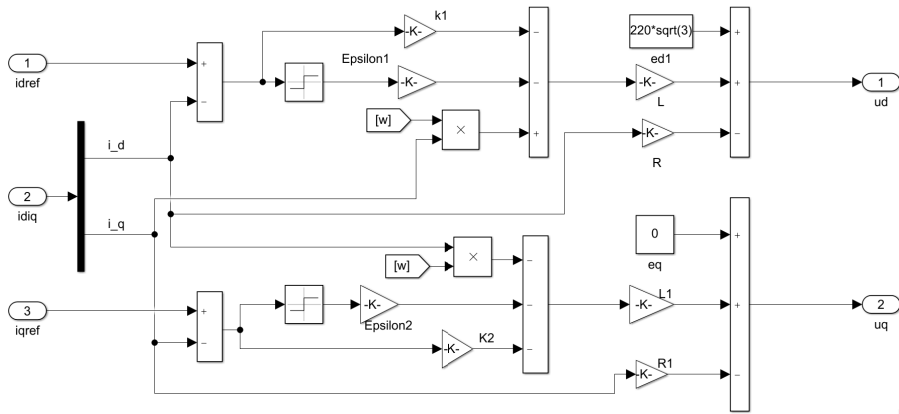 k1
-K-
−
220*sqrt(3)
+
ed1
1
idref
+
−
Epsilon1
-K-
−
-K-
L
+
1
ud
[w]
×
+
-K-
R
−
i_d
2
idiq
i_q
0
eq
+
[w]
×
−
3
iqref
+
−
-K-
Epsilon2
−
-K-
L1
+
2
uq
-K-
K2
−
-K-
R1
−